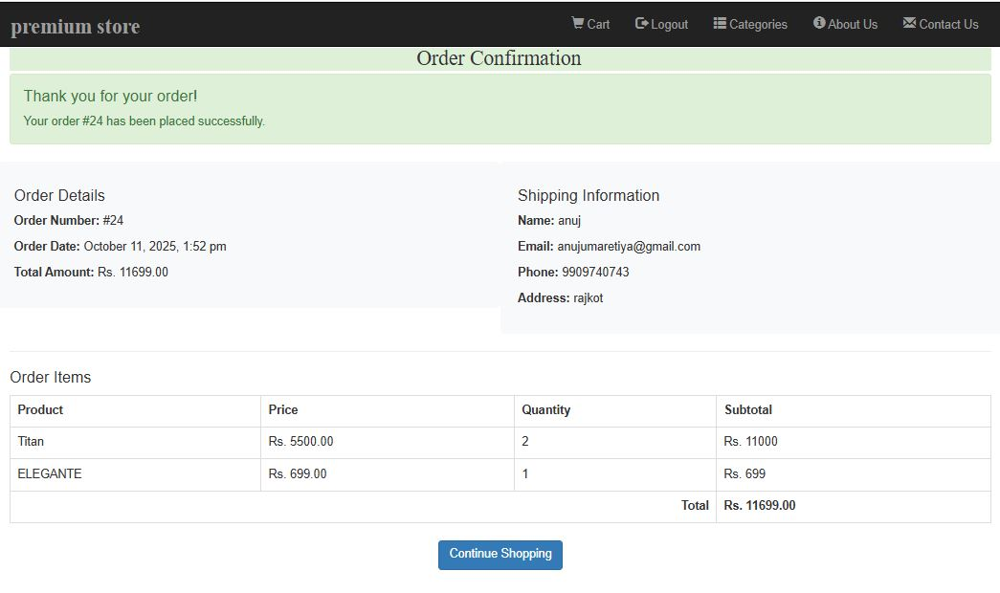 premium store
Cart Logout Categories About Us Contact Us
Order Confirmation
Thank you for your order!
Your order #24 has been placed successfully.
Order Details
Order Number: #24
Order Date: October 11, 2025, 1:52 pm
Total Amount: Rs. 11699.00
Shipping Information
Name: anuj
Email: anujumaretiya@gmail.com
Phone: 9909740743
Address: rajkot
Order Items
Product Price Quantity Subtotal
Titan Rs. 5500.00 2 Rs. 11000
ELEGANTE Rs. 699.00 1 Rs. 699
Total Rs. 11699.00
Continue Shopping